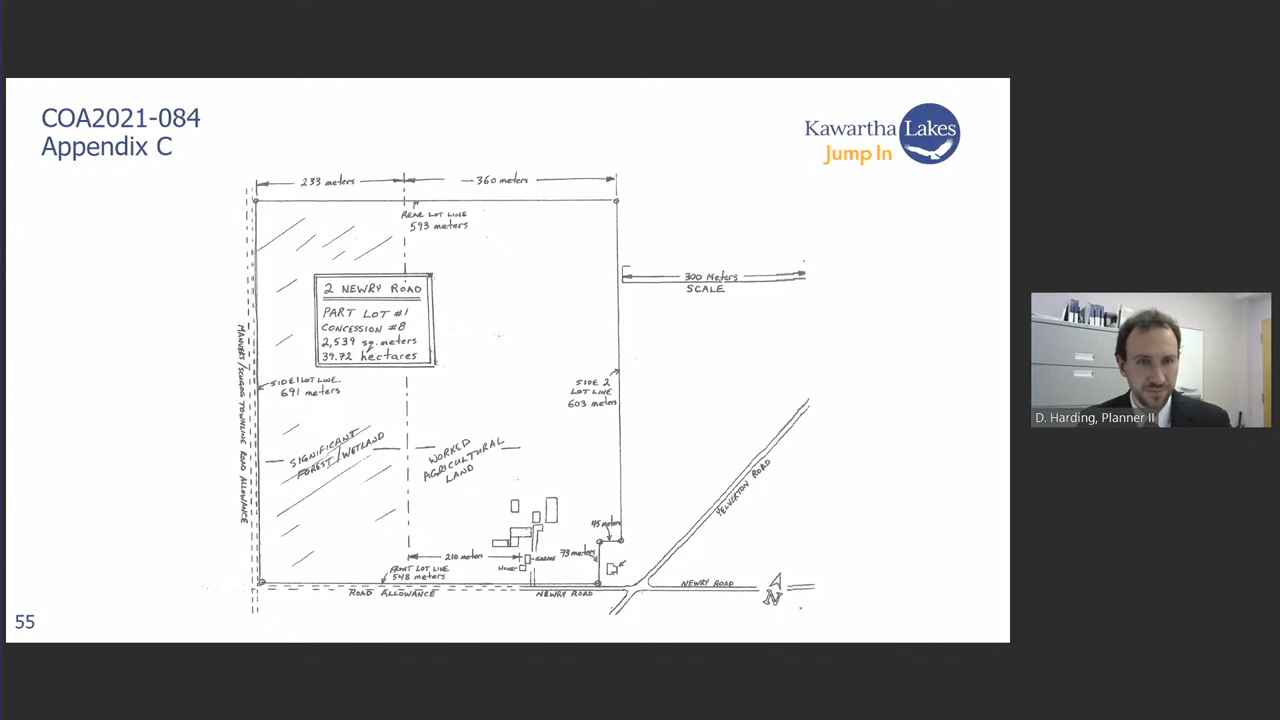 COA2021-084
Appendix C
Kawartha Lakes
Jump In
233 meters
360 meters
REAR LOT LINE
593 meters
2 NEWRY ROAD
PART LOT #1
CONCESSION #8
2,539 sq. meters
39.72 hectares
300 Meters
SCALE
MANVERS/SCUGOG TOWNLINE ROAD ALLOWANCE
SIDE 1 LOT LINE.
691 meters
SIDE 2
LOT LINE
603 meters
SIGNIFICANT
FOREST/WETLAND
WORKED
AGRICULTURAL
LAND
YELVERTON ROAD
45 meters
73 meters
210 meters
GARAGE
HOUSE
FRONT LOT LINE
548 meters
ROAD ALLOWANCE
NEWRY ROAD
NEWRY ROAD
N
55
D. Harding, Planner II